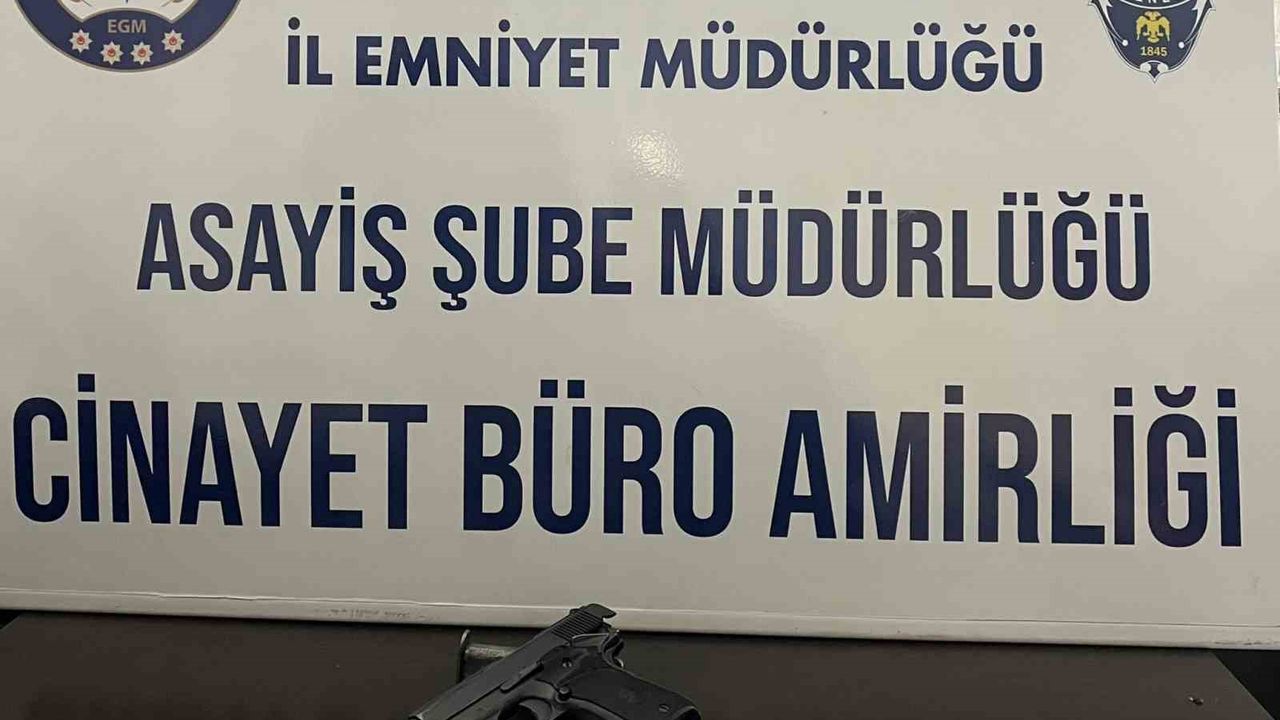 EGM
İL EMNİYET MÜDÜRLÜĞÜ
1845
ASAYİŞ ŞUBE MÜDÜRLÜĞÜ
CİNAYET BÜRO AMİRLİĞİ